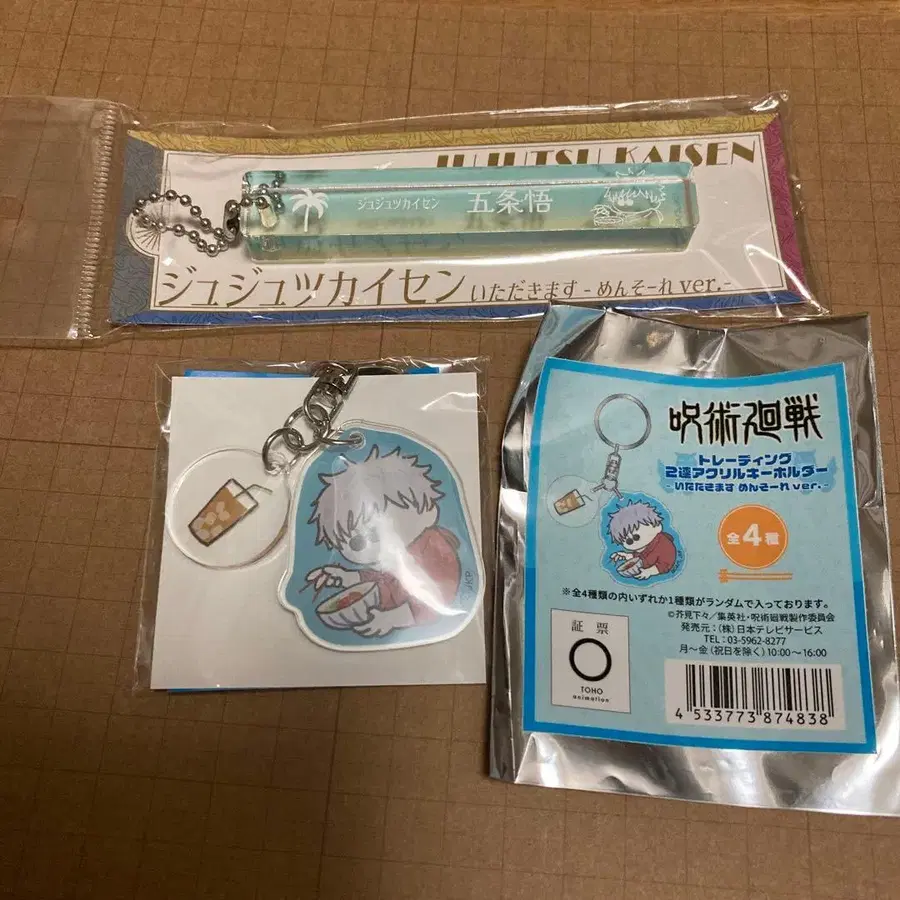 JUJUTSU KAISEN
ジュジュツカイセン
五条悟
ジュジュツカイセン いただきます -めんそーれ ver.-
©JCP
呪術廻戦
トレーディング
2連アクリルキーホルダー
-いただきます めんそーれ ver.-
全4種
※全4種類の内いずれか1種類がランダムで入っております。
©芥見下々/集英社・呪術廻戦製作委員会
発売元:(株)日本テレビサービス
TEL: 03-5962-8277
月～金 (祝日を除く) 10:00～16:00
証票
TOHO
animation
4 533773 874838